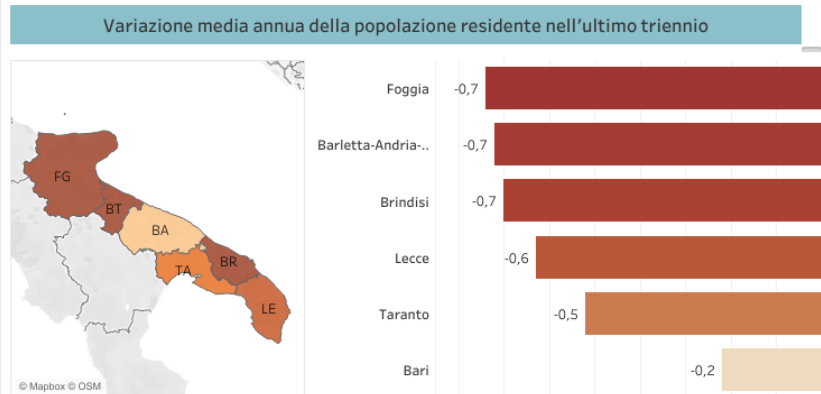 Variazione media annua della popolazione residente nell'ultimo triennio
FG
BT
BA
BR
TA
LE
© Mapbox © OSM
Foggia -0,7
Barletta-Andria-.. -0,7
Brindisi -0,7
Lecce -0,6
Taranto -0,5
Bari -0,2